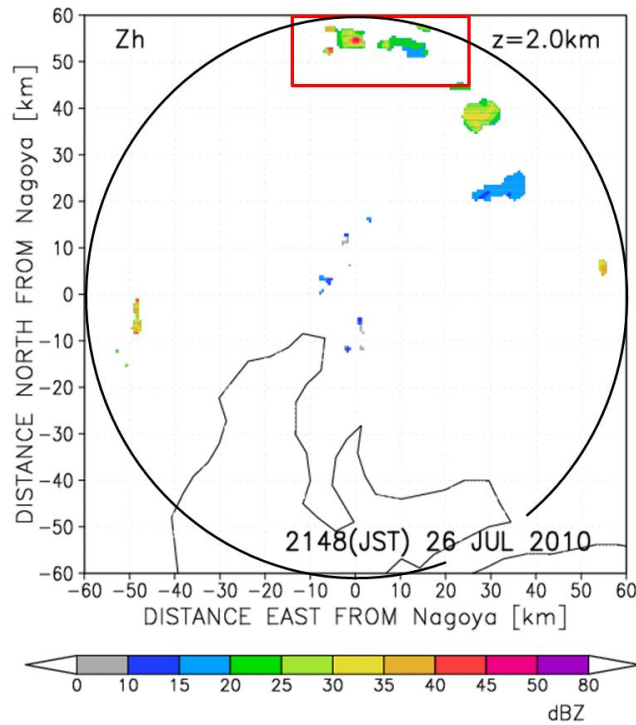 Zh
z=2.0km
60
50
40
30
20
10
0
-10
-20
-30
-40
-50
-60
DISTANCE NORTH FROM Nagoya [km]
2148(JST) 26 JUL 2010
-60 -50 -40 -30 -20 -10 0 10 20 30 40 50 60
DISTANCE EAST FROM Nagoya [km]
0 10 15 20 25 30 35 40 45 50 80
dBZ